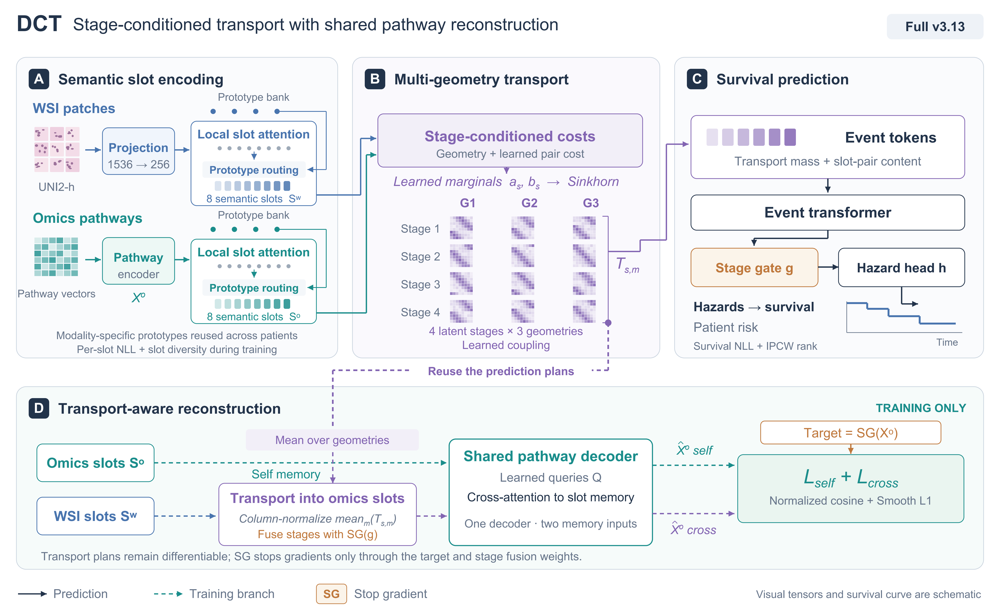 DCT Stage-conditioned transport with shared pathway reconstruction
Full v3.13
A Semantic slot encoding
Prototype bank
WSI patches
Local slot attention
Projection
1536 → 256
Prototype routing
UNI2-h
8 semantic slots Sʷ
Omics pathways
Prototype bank
Local slot attention
Pathway
encoder
Prototype routing
Pathway vectors
Xᵒ
8 semantic slots Sᵒ
Modality-specific prototypes reused across patients
Per-slot NLL + slot diversity during training
B Multi-geometry transport
Stage-conditioned costs
Geometry + learned pair cost
Learned marginals aₛ, bₛ → Sinkhorn
G1 G2 G3
Stage 1
Stage 2
Stage 3
Stage 4
T_{s,m}
4 latent stages × 3 geometries
Learned coupling
C Survival prediction
Event tokens
Transport mass + slot-pair content
Event transformer
Stage gate g
Hazard head h
Hazards → survival
Patient risk
Survival NLL + IPCW rank
Time
Reuse the prediction plans
D Transport-aware reconstruction
TRAINING ONLY
Mean over geometries
Omics slots Sᵒ
Self memory
WSI slots Sʷ
Transport into omics slots
Column-normalize meanₘ(T_{s,m})
Fuse stages with SG(g)
Shared pathway decoder
Learned queries Q
Cross-attention to slot memory
One decoder · two memory inputs
X̂ᵒ self
X̂ᵒ cross
Target = SG(Xᵒ)
L_{self} + L_{cross}
Normalized cosine + Smooth L1
Transport plans remain differentiable; SG stops gradients only through the target and stage fusion weights.
Prediction
Training branch
SG Stop gradient
Visual tensors and survival curve are schematic